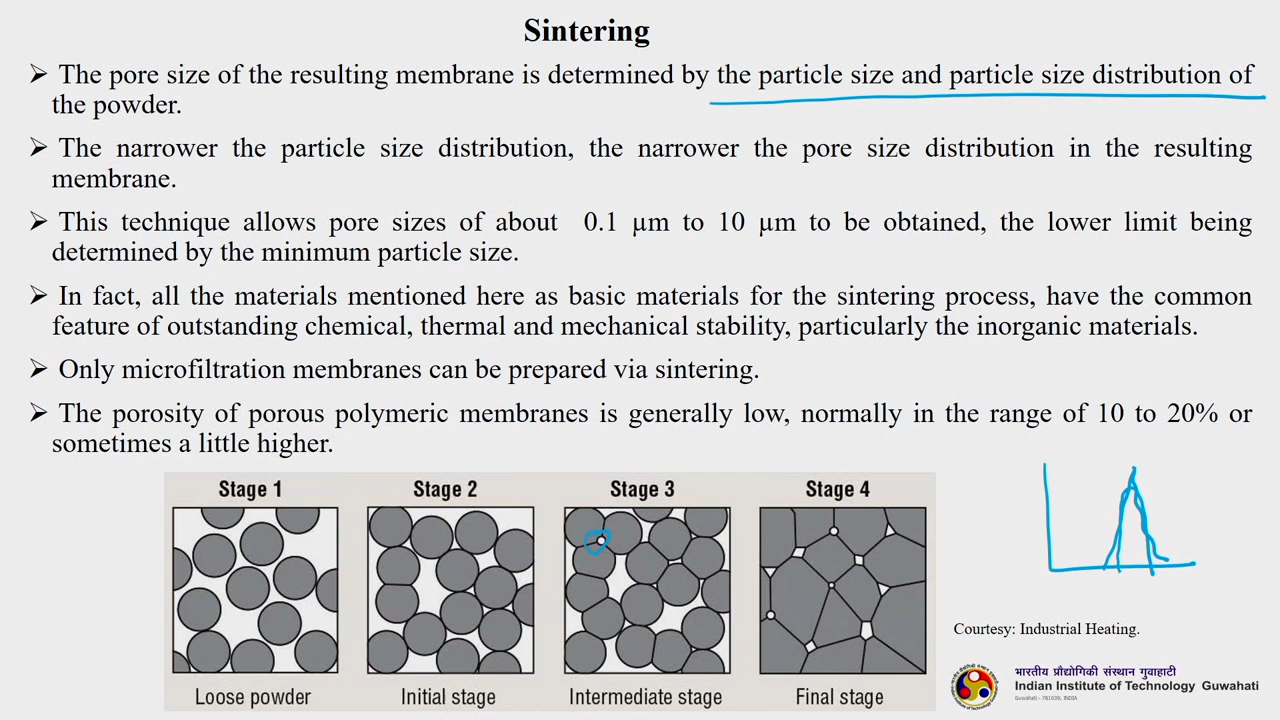 Sintering
➢ The pore size of the resulting membrane is determined by the particle size and particle size distribution of
the powder.
➢ The narrower the particle size distribution, the narrower the pore size distribution in the resulting
membrane.
➢ This technique allows pore sizes of about 0.1 µm to 10 µm to be obtained, the lower limit being
determined by the minimum particle size.
➢ In fact, all the materials mentioned here as basic materials for the sintering process, have the common
feature of outstanding chemical, thermal and mechanical stability, particularly the inorganic materials.
➢ Only microfiltration membranes can be prepared via sintering.
➢ The porosity of porous polymeric membranes is generally low, normally in the range of 10 to 20% or
sometimes a little higher.
Stage 1 Stage 2 Stage 3 Stage 4
Loose powder Initial stage Intermediate stage Final stage
Courtesy: Industrial Heating.
भारतीय प्रौद्योगिकी संस्थान गुवाहाटी
Indian Institute of Technology Guwahati
Guwahati - 781039, INDIA